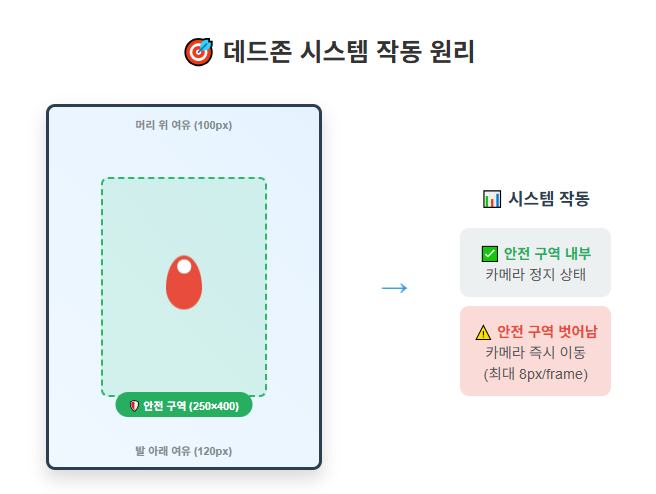 🎯 데드존 시스템 작동 원리
머리 위 여유 (100px)
🛡️ 안전 구역 (250×400)
발 아래 여유 (120px)
→
📊 시스템 작동
✅ 안전 구역 내부
카메라 정지 상태
⚠️ 안전 구역 벗어남
카메라 즉시 이동
(최대 8px/frame)